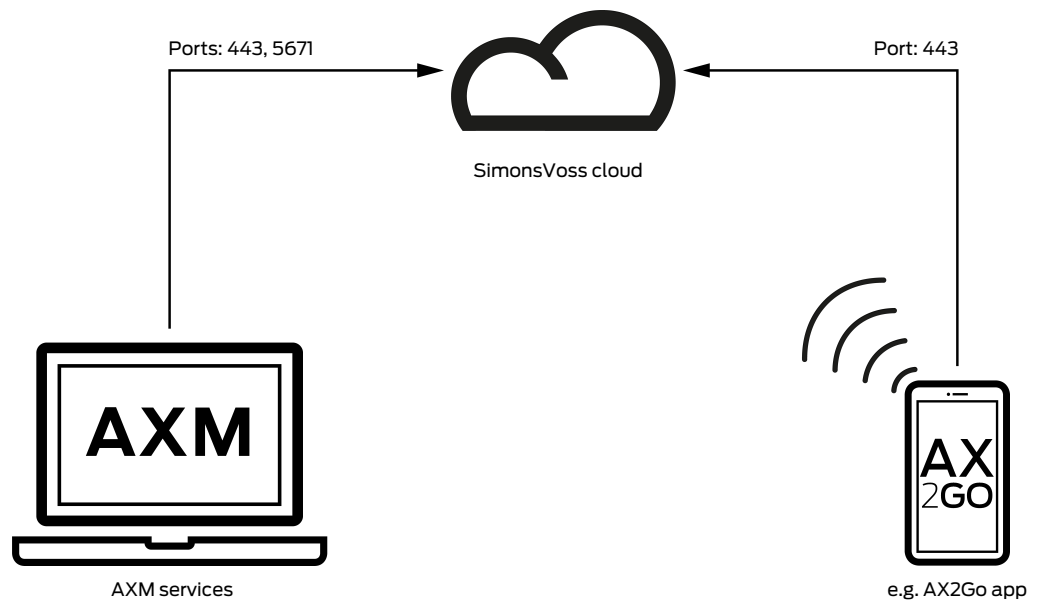 Ports: 443, 5671
Port: 443
SimonsVoss cloud
AXM
AX
2GO
AXM services
e.g. AX2Go app